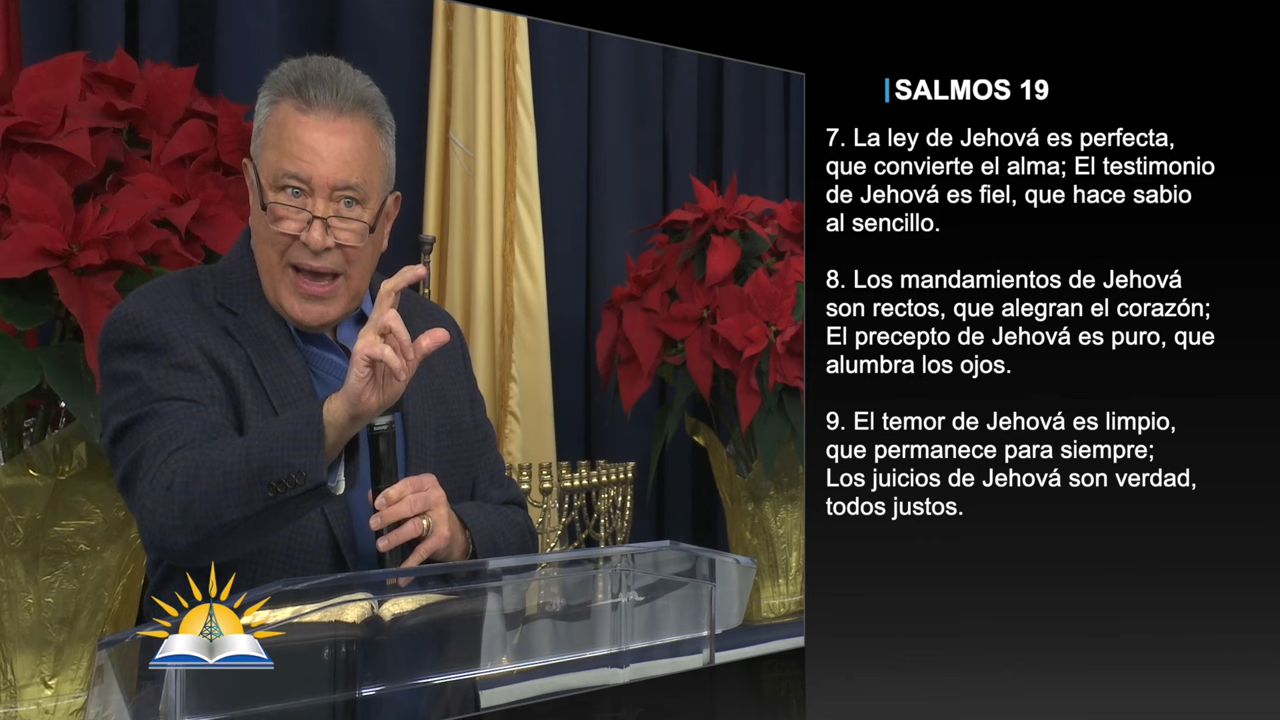 SALMOS 19
7. La ley de Jehová es perfecta,
que convierte el alma; El testimonio
de Jehová es fiel, que hace sabio
al sencillo.
8. Los mandamientos de Jehová
son rectos, que alegran el corazón;
El precepto de Jehová es puro, que
alumbra los ojos.
9. El temor de Jehová es limpio,
que permanece para siempre;
Los juicios de Jehová son verdad,
todos justos.